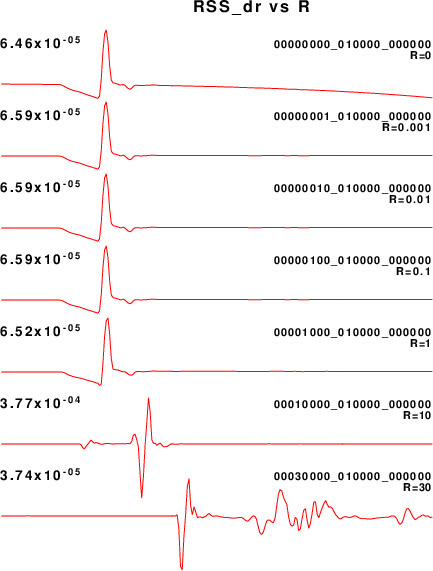 RSS_dr vs R
6.46x10^-05 00000000_010000_000000
R=0
6.59x10^-05 00000001_010000_000000
R=0.001
6.59x10^-05 00000010_010000_000000
R=0.01
6.59x10^-05 00000100_010000_000000
R=0.1
6.52x10^-05 00001000_010000_000000
R=1
3.77x10^-04 00010000_010000_000000
R=10
3.74x10^-05 00030000_010000_000000
R=30